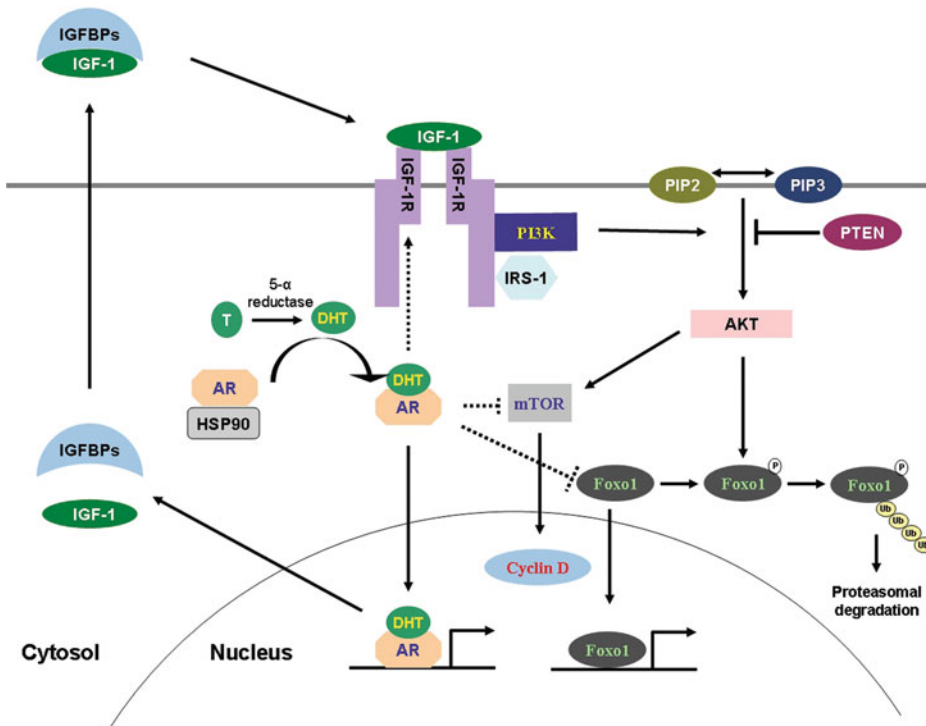 IGFBPs
IGF-1
IGF-1
IGF-1R
IGF-1R
PIP2
PIP3
PI3K
PTEN
IRS-1
5-α
reductase
T
DHT
AKT
AR
HSP90
DHT
AR
mTOR
IGFBPs
IGF-1
Foxo1
Foxo1
P
Foxo1
P
Ub
Ub
Ub
Ub
Cyclin D
Proteasomal
degradation
DHT
AR
Foxo1
Cytosol
Nucleus